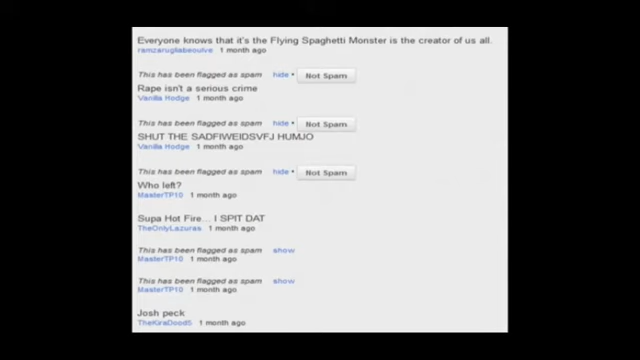 Everyone knows that it's the Flying Spaghetti Monster is the creator of us all.
ramzarugliabeoulve 1 month ago
This has been flagged as spam hide • Not Spam
Rape isn't a serious crime
Vanilla Hodge 1 month ago
This has been flagged as spam hide • Not Spam
SHUT THE SADFIWEIDSVFJ HUMJO
Vanilla Hodge 1 month ago
This has been flagged as spam hide • Not Spam
Who left?
MasterTP10 1 month ago
Supa Hot Fire... I SPIT DAT
TheOnlyLazuras 1 month ago
This has been flagged as spam show
MasterTP10 1 month ago
This has been flagged as spam show
MasterTP10 1 month ago
Josh peck
TheKiraDood5 1 month ago